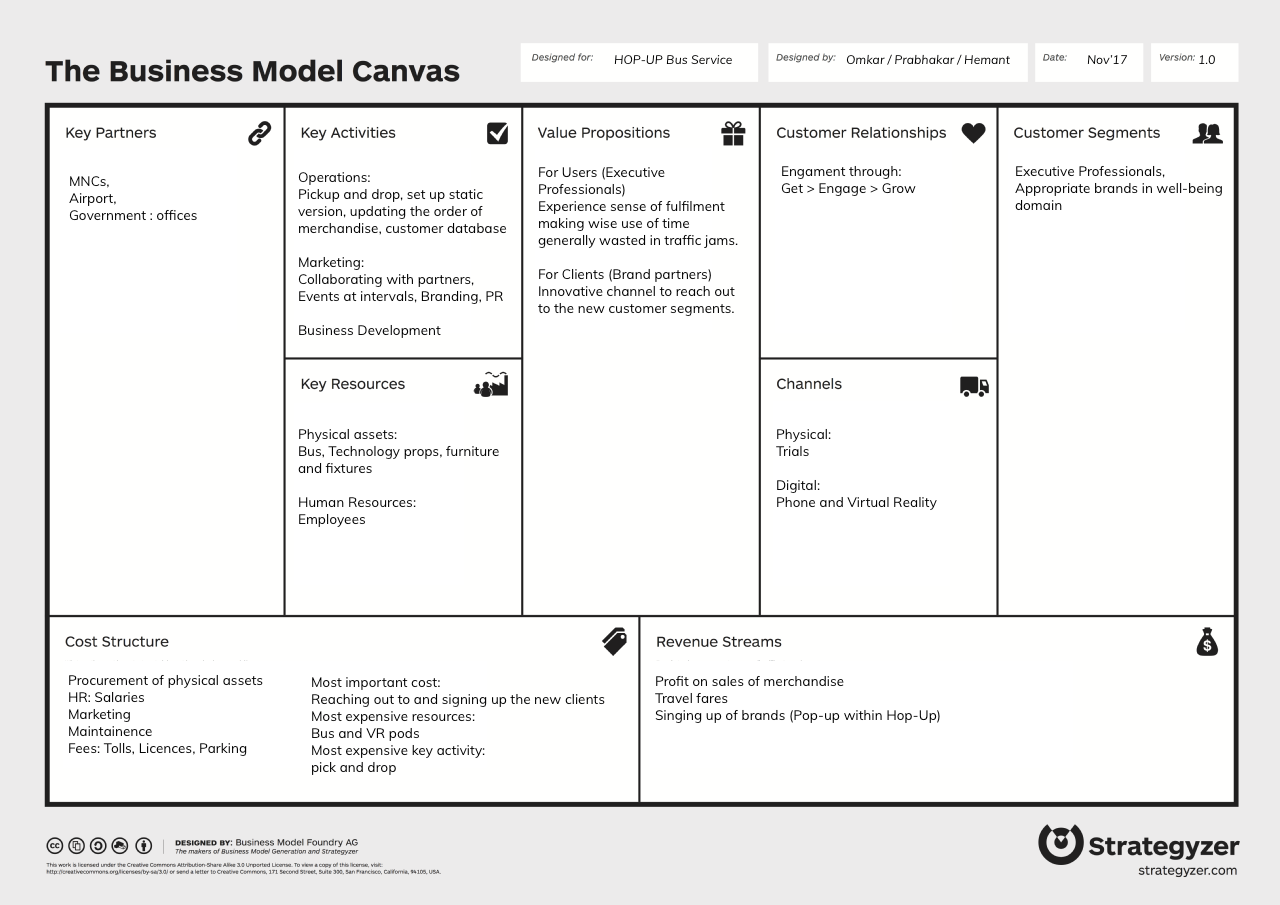 The Business Model Canvas
Designed for: HOP-UP Bus Service
Designed by: Omkar / Prabhakar / Hemant
Date: Nov'17
Version: 1.0
Key Partners
MNCs,
Airport,
Government : offices
Key Activities
Operations:
Pickup and drop, set up static
version, updating the order of
merchandise, customer database
Marketing:
Collaborating with partners,
Events at intervals, Branding, PR
Business Development
Key Resources
Physical assets:
Bus, Technology props, furniture
and fixtures
Human Resources:
Employees
Value Propositions
For Users (Executive
Professionals)
Experience sense of fulfilment
making wise use of time
generally wasted in traffic jams.
For Clients (Brand partners)
Innovative channel to reach out
to the new customer segments.
Customer Relationships
Engament through:
Get > Engage > Grow
Channels
Physical:
Trials
Digital:
Phone and Virtual Reality
Customer Segments
Executive Professionals,
Appropriate brands in well-being
domain
Cost Structure
Procurement of physical assets
HR: Salaries
Marketing
Maintainence
Fees: Tolls, Licences, Parking
Most important cost:
Reaching out to and signing up the new clients
Most expensive resources:
Bus and VR pods
Most expensive key activity:
pick and drop
Revenue Streams
$
Profit on sales of merchandise
Travel fares
Singing up of brands (Pop-up within Hop-Up)
cc
DESIGNED BY: Business Model Foundry AG
The makers of Business Model Generation and Strategyzer
This work is licensed under the Creative Commons Attribution-Share Alike 3.0 Unported License. To view a copy of this license, visit:
http://creativecommons.org/licenses/by-sa/3.0/ or send a letter to Creative Commons, 171 Second Street, Suite 300, San Francisco, California, 94105, USA.
Strategyzer
strategyzer.com